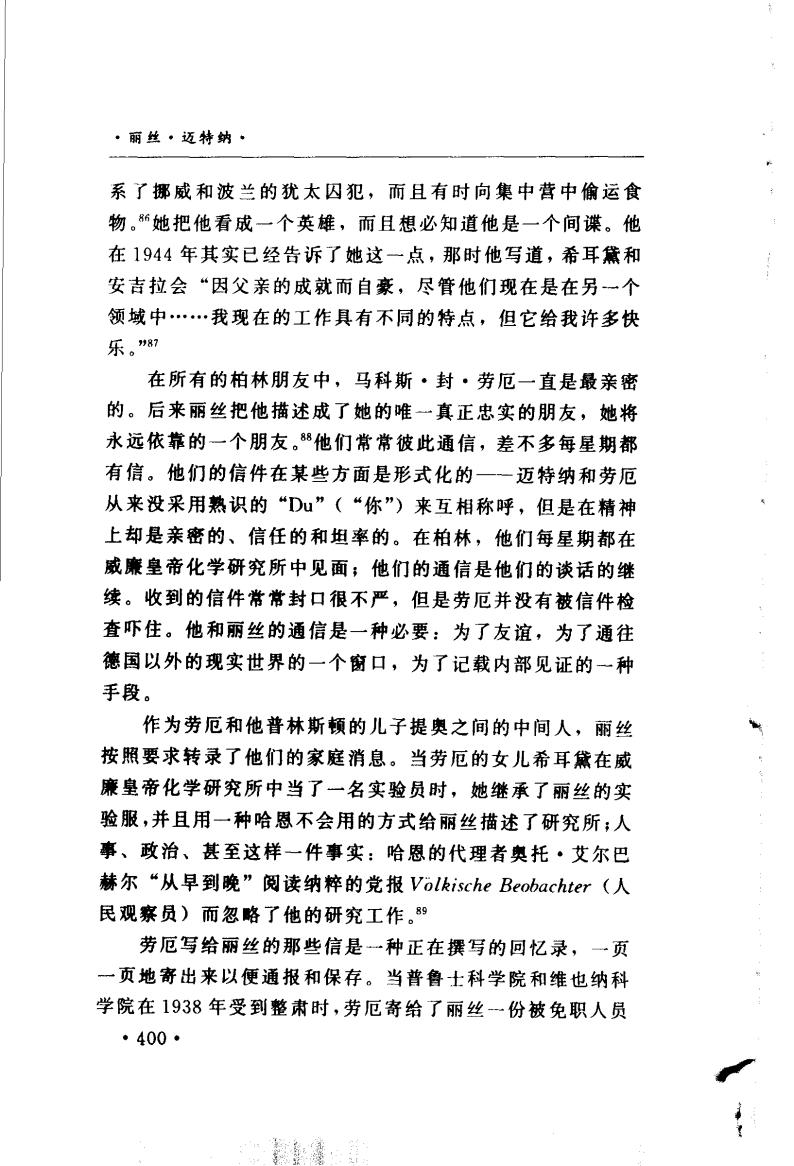 ·丽丝·迈特纳·
系了挪威和波兰的犹太囚犯，而且有时向集中营中偷运食
物。86她把他看成一个英雄，而且想必知道他是一个间谍。他
在 1944 年其实已经告诉了她这一点，那时他写道，希耳黛和
安吉拉会“因父亲的成就而自豪，尽管他们现在是在另一个
领域中……我现在的工作具有不同的特点，但它给我许多快
乐。”87
在所有的柏林朋友中，马科斯·封·劳厄一直是最亲密
的。后来丽丝把他描述成了她的唯一真正忠实的朋友，她将
永远依靠的一个朋友。88他们常常彼此通信，差不多每星期都
有信。他们的信件在某些方面是形式化的——迈特纳和劳厄
从来没采用熟识的“Du”（“你”）来互相称呼，但是在精神
上却是亲密的、信任的和坦率的。在柏林，他们每星期都在
威廉皇帝化学研究所中见面；他们的通信是他们的谈话的继
续。收到的信件常常封口很不严，但是劳厄并没有被信件检
查吓住。他和丽丝的通信是一种必要：为了友谊，为了通往
德国以外的现实世界的一个窗口，为了记载内部见证的一种
手段。
作为劳厄和他普林斯顿的儿子提奥之间的中间人，丽丝
按照要求转录了他们的家庭消息。当劳厄的女儿希耳黛在威
廉皇帝化学研究所中当了一名实验员时，她继承了丽丝的实
验服，并且用一种哈恩不会用的方式给丽丝描述了研究所；人
事、政治、甚至这样一件事实：哈恩的代理者奥托·艾尔巴
赫尔“从早到晚”阅读纳粹的党报 Völkische Beobachter（人
民观察员）而忽略了他的研究工作。89
劳厄写给丽丝的那些信是一种正在撰写的回忆录，一页
一页地寄出来以便通报和保存。当普鲁士科学院和维也纳科
学院在 1938 年受到整肃时，劳厄寄给了丽丝一份被免职人员
·400·